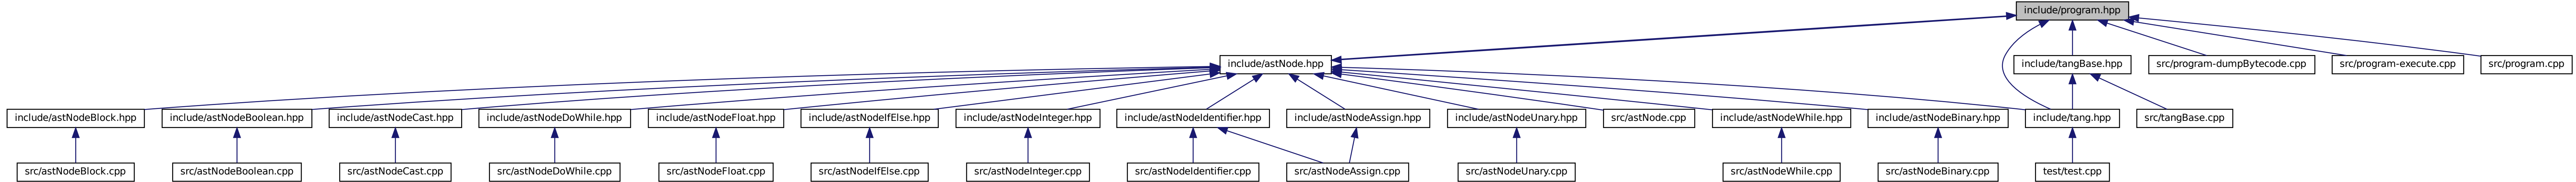 include/program.hpp
include/astNode.hpp
include/tangBase.hpp
src/program-dumpBytecode.cpp
src/program-execute.cpp
src/program.cpp
include/astNodeBlock.hpp
include/astNodeBoolean.hpp
include/astNodeCast.hpp
include/astNodeDoWhile.hpp
include/astNodeFloat.hpp
include/astNodeIfElse.hpp
include/astNodeInteger.hpp
include/astNodeIdentifier.hpp
include/astNodeAssign.hpp
include/astNodeUnary.hpp
src/astNode.cpp
include/astNodeWhile.hpp
include/astNodeBinary.hpp
include/tang.hpp
src/tangBase.cpp
src/astNodeBlock.cpp
src/astNodeBoolean.cpp
src/astNodeCast.cpp
src/astNodeDoWhile.cpp
src/astNodeFloat.cpp
src/astNodeIfElse.cpp
src/astNodeInteger.cpp
src/astNodeIdentifier.cpp
src/astNodeAssign.cpp
src/astNodeUnary.cpp
src/astNodeWhile.cpp
src/astNodeBinary.cpp
test/test.cpp